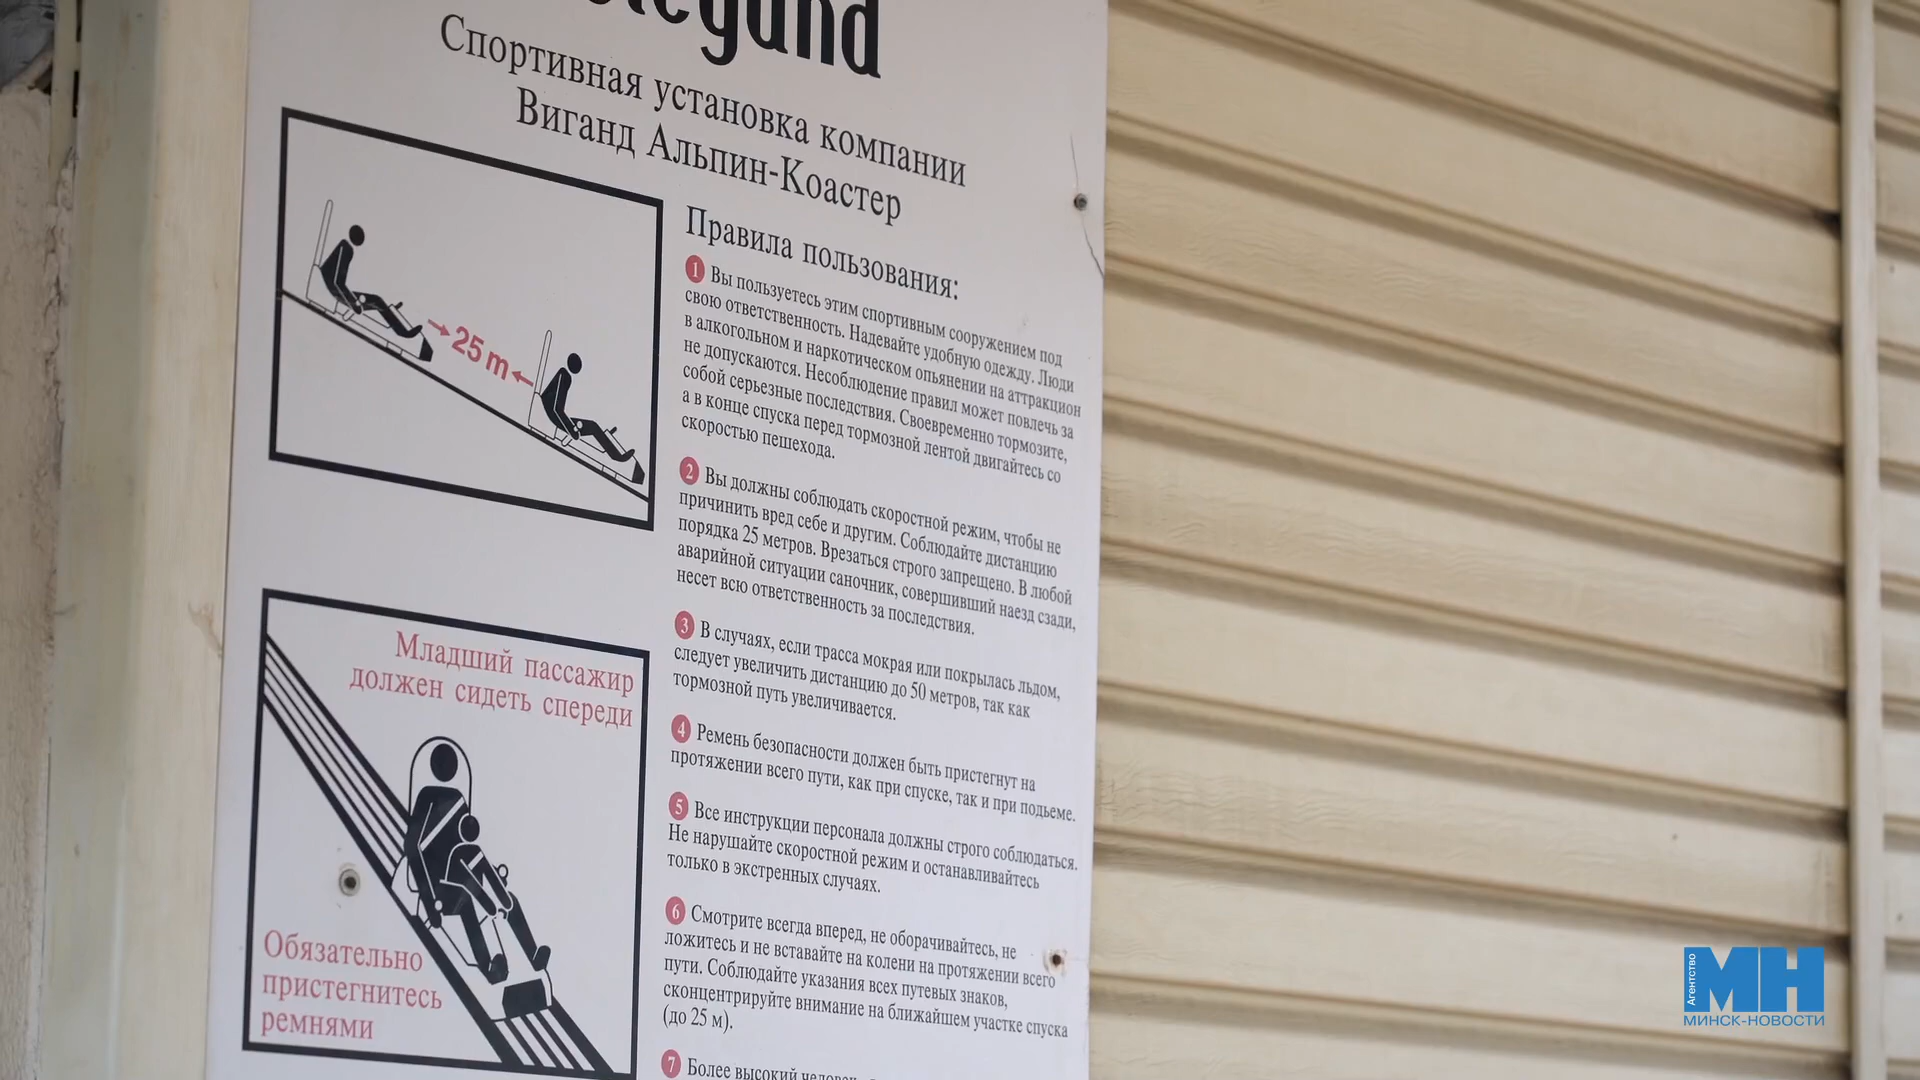 Спортивная установка компании
Виганд Альпин-Коастер
25 m
Младший пассажир
должен сидеть спереди
Обязательно
пристегнитесь
ремнями
Правила пользования:
1 Вы пользуетесь этим спортивным сооружением под
свою ответственность. Надевайте удобную одежду. Люди
в алкогольном и наркотическом опьянении на аттракцион
не допускаются. Несоблюдение правил может повлечь за
собой серьезные последствия. Своевременно тормозите,
а в конце спуска перед тормозной лентой двигайтесь со
скоростью пешехода.
2 Вы должны соблюдать скоростной режим, чтобы не
причинить вред себе и другим. Соблюдайте дистанцию
порядка 25 метров. Врезаться строго запрещено. В любой
аварийной ситуации саночник, совершивший наезд сзади,
несет всю ответственность за последствия.
3 В случаях, если трасса мокрая или покрылась льдом,
следует увеличить дистанцию до 50 метров, так как
тормозной путь увеличивается.
4 Ремень безопасности должен быть пристегнут на
протяжении всего пути, как при спуске, так и при подьеме.
5 Все инструкции персонала должны строго соблюдаться.
Не нарушайте скоростной режим и останавливайтесь
только в экстренных случаях.
6 Смотрите всегда вперед, не оборачивайтесь, не
ложитесь и не вставайте на колени на протяжении всего
пути. Соблюдайте указания всех путевых знаков,
сконцентрируйте внимание на ближайшем участке спуска
(до 25 м).
7 Более высокий
Агентство
МН
МИНСК-НОВОСТИ